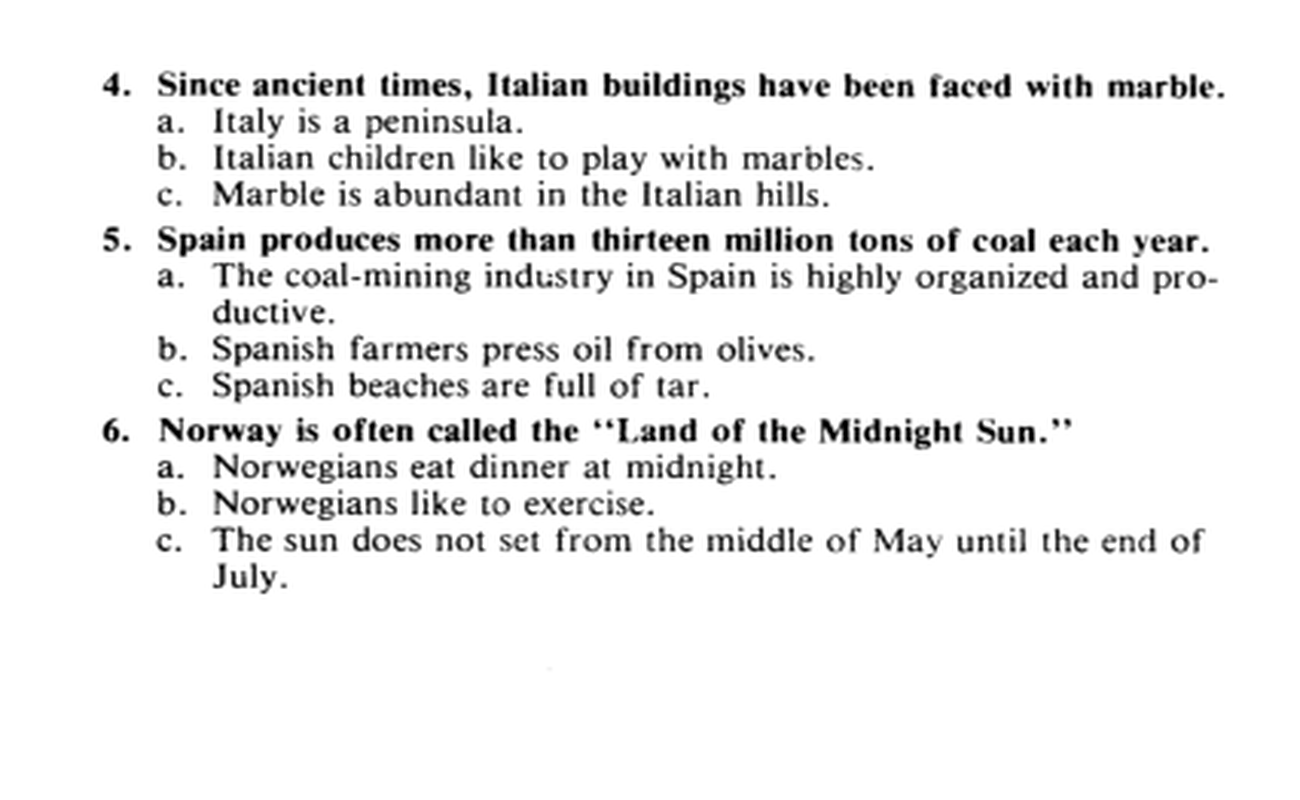 4. Since ancient times, Italian buildings have been faced with marble.
a. Italy is a peninsula.
b. Italian children like to play with marbles.
c. Marble is abundant in the Italian hills.
5. Spain produces more than thirteen million tons of coal each year.
a. The coal-mining industry in Spain is highly organized and pro-
ductive.
b. Spanish farmers press oil from olives.
c. Spanish beaches are full of tar.
6. Norway is often called the “Land of the Midnight Sun.”
a. Norwegians eat dinner at midnight.
b. Norwegians like to exercise.
c. The sun does not set from the middle of May until the end of
July.